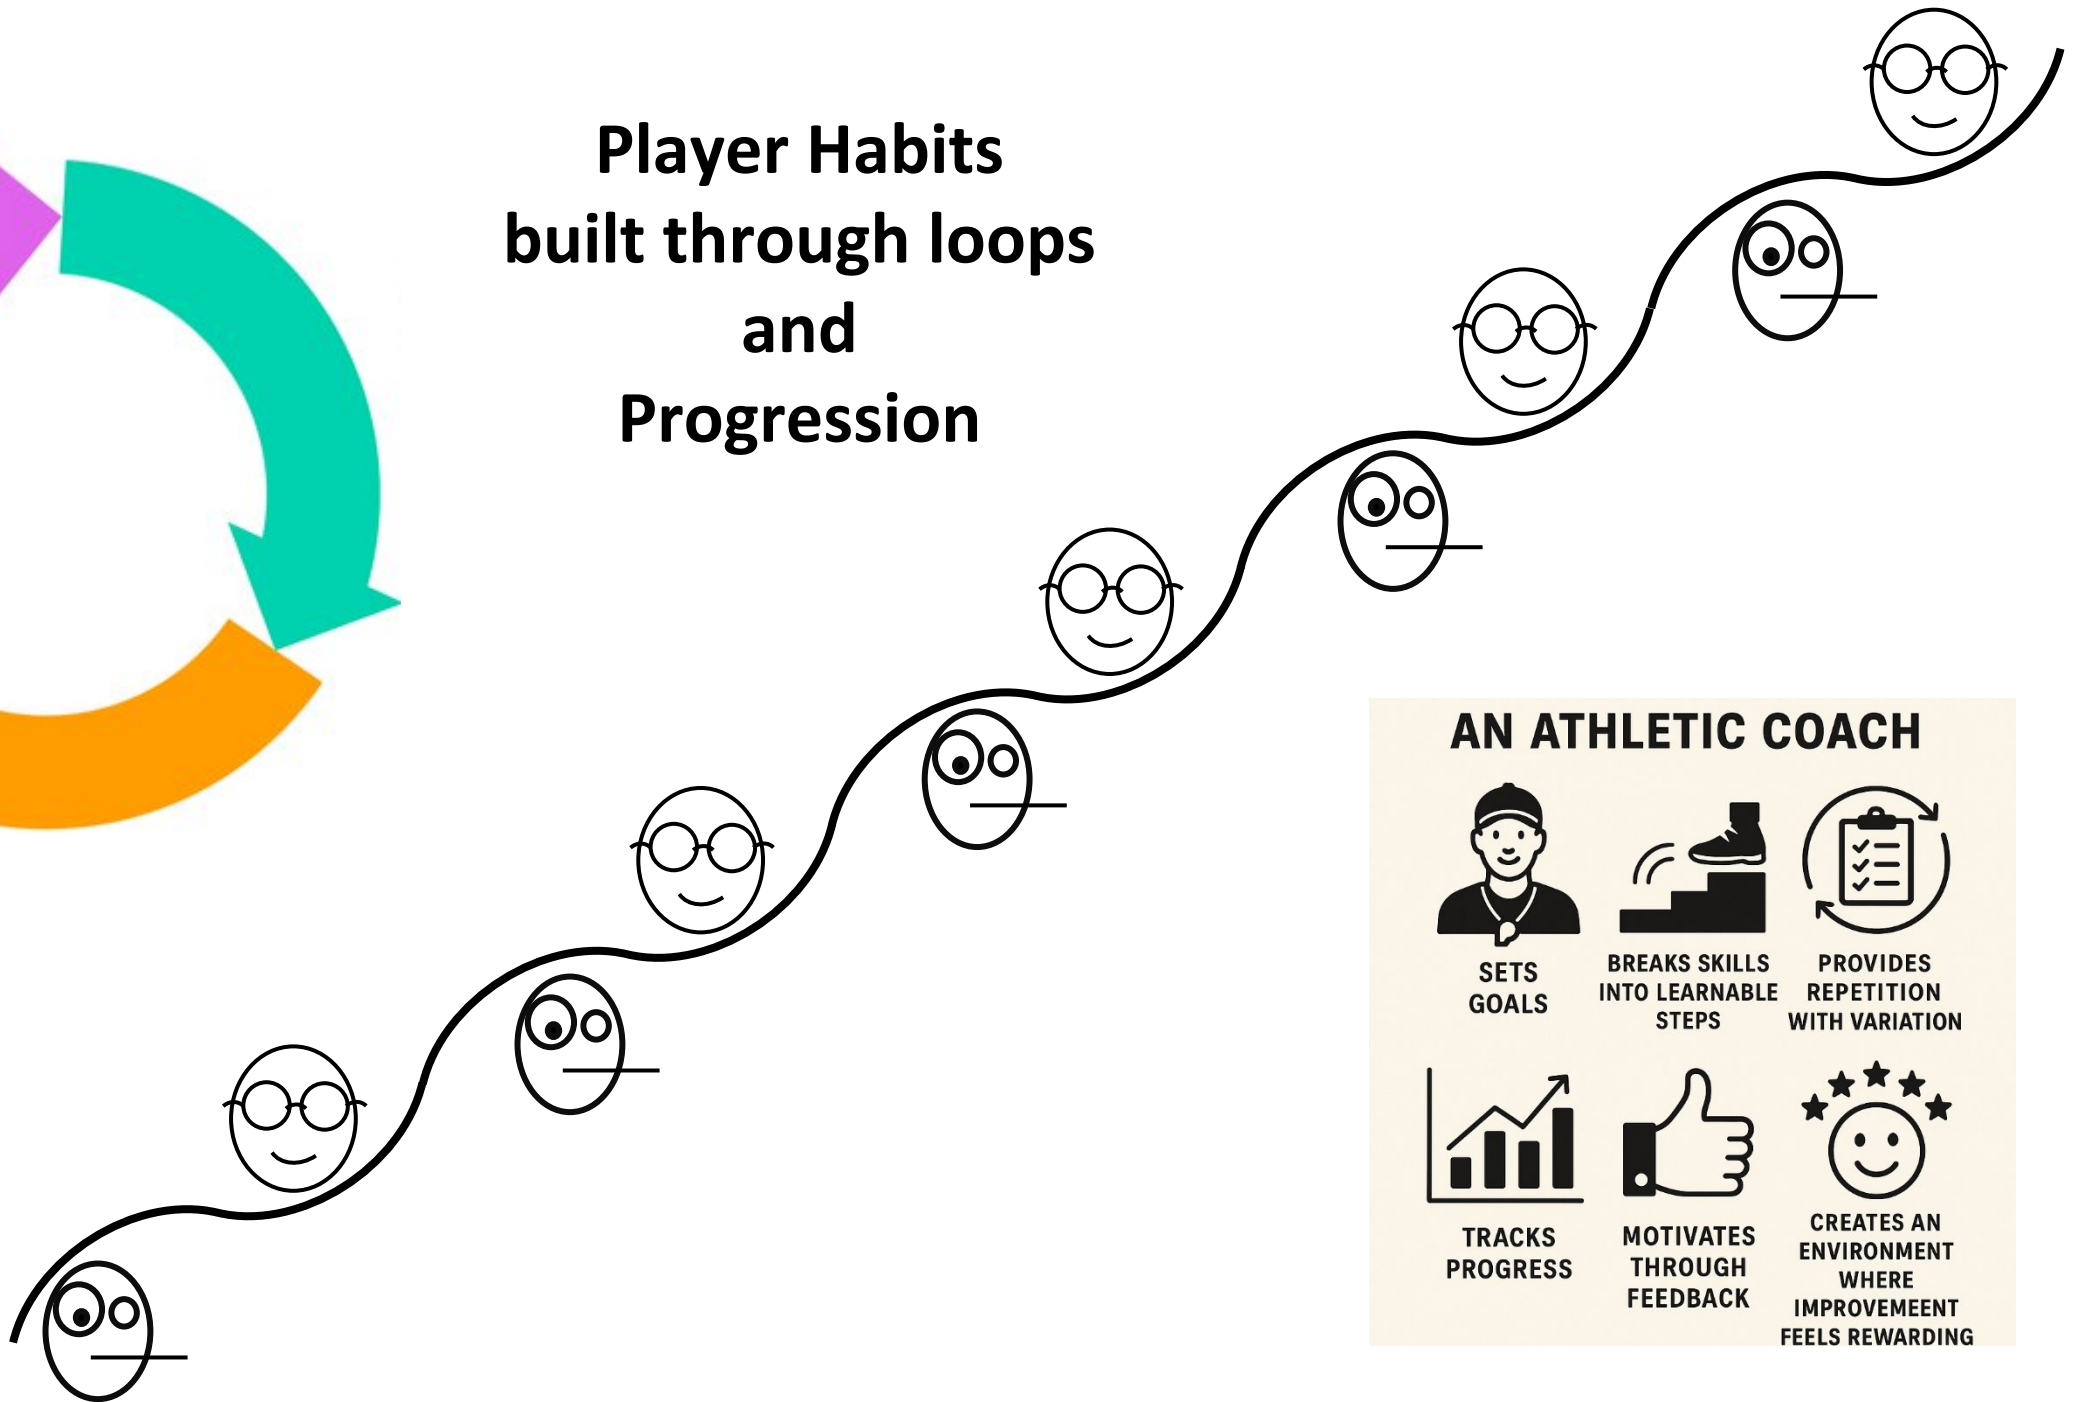 Player Habits
built through loops
and
Progression
AN ATHLETIC COACH
SETS
GOALS
BREAKS SKILLS
INTO LEARNABLE
STEPS
PROVIDES
REPETITION
WITH VARIATION
TRACKS
PROGRESS
MOTIVATES
THROUGH
FEEDBACK
CREATES AN
ENVIRONMENT
WHERE
IMPROVEMEENT
FEELS REWARDING